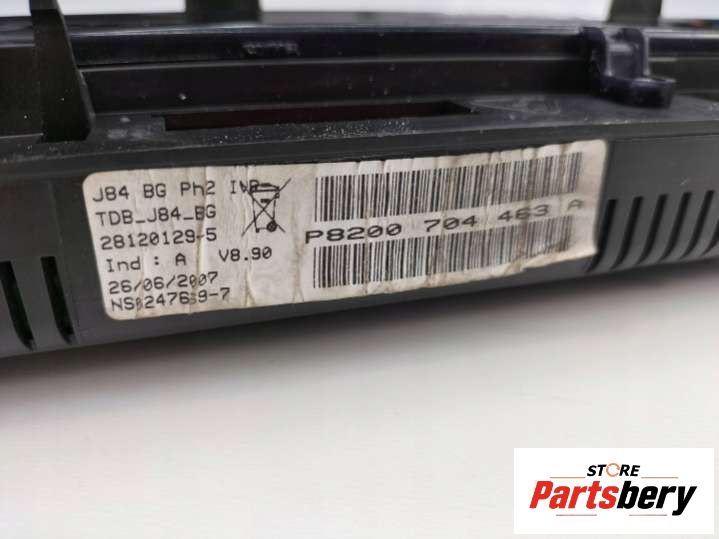 J84 BG Ph2
TDB_J84_BG
28120129-5
Ind : A V8.90
26/06/2007
P8200 704 463 A
STORE
Partsbery